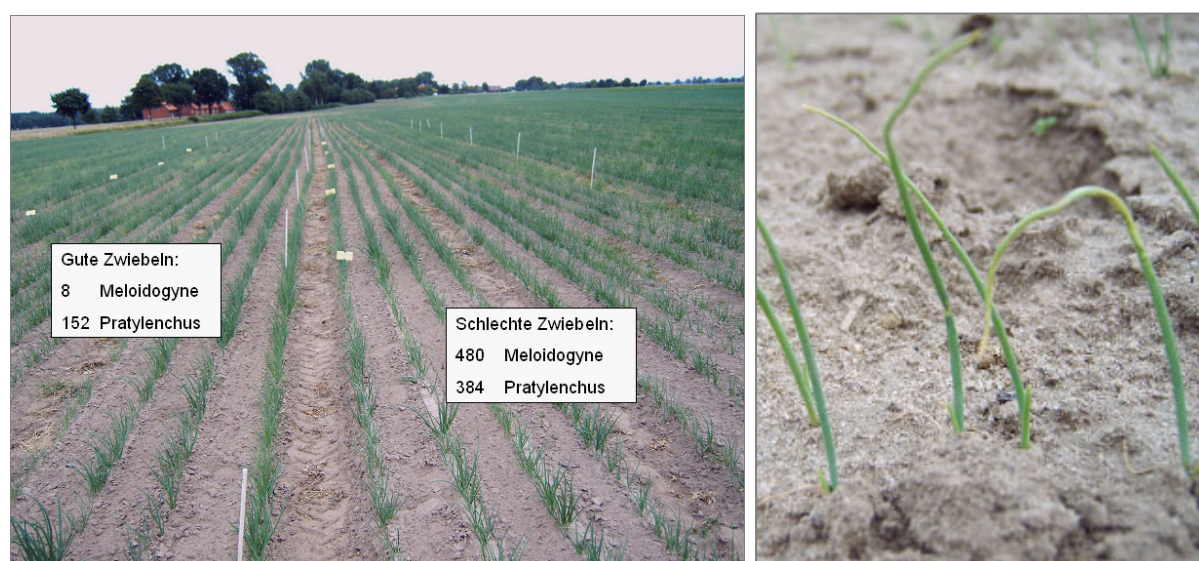 Gute Zwiebeln:
8 Meloidogyne
152 Pratylenchus
Schlechte Zwiebeln:
480 Meloidogyne
384 Pratylenchus